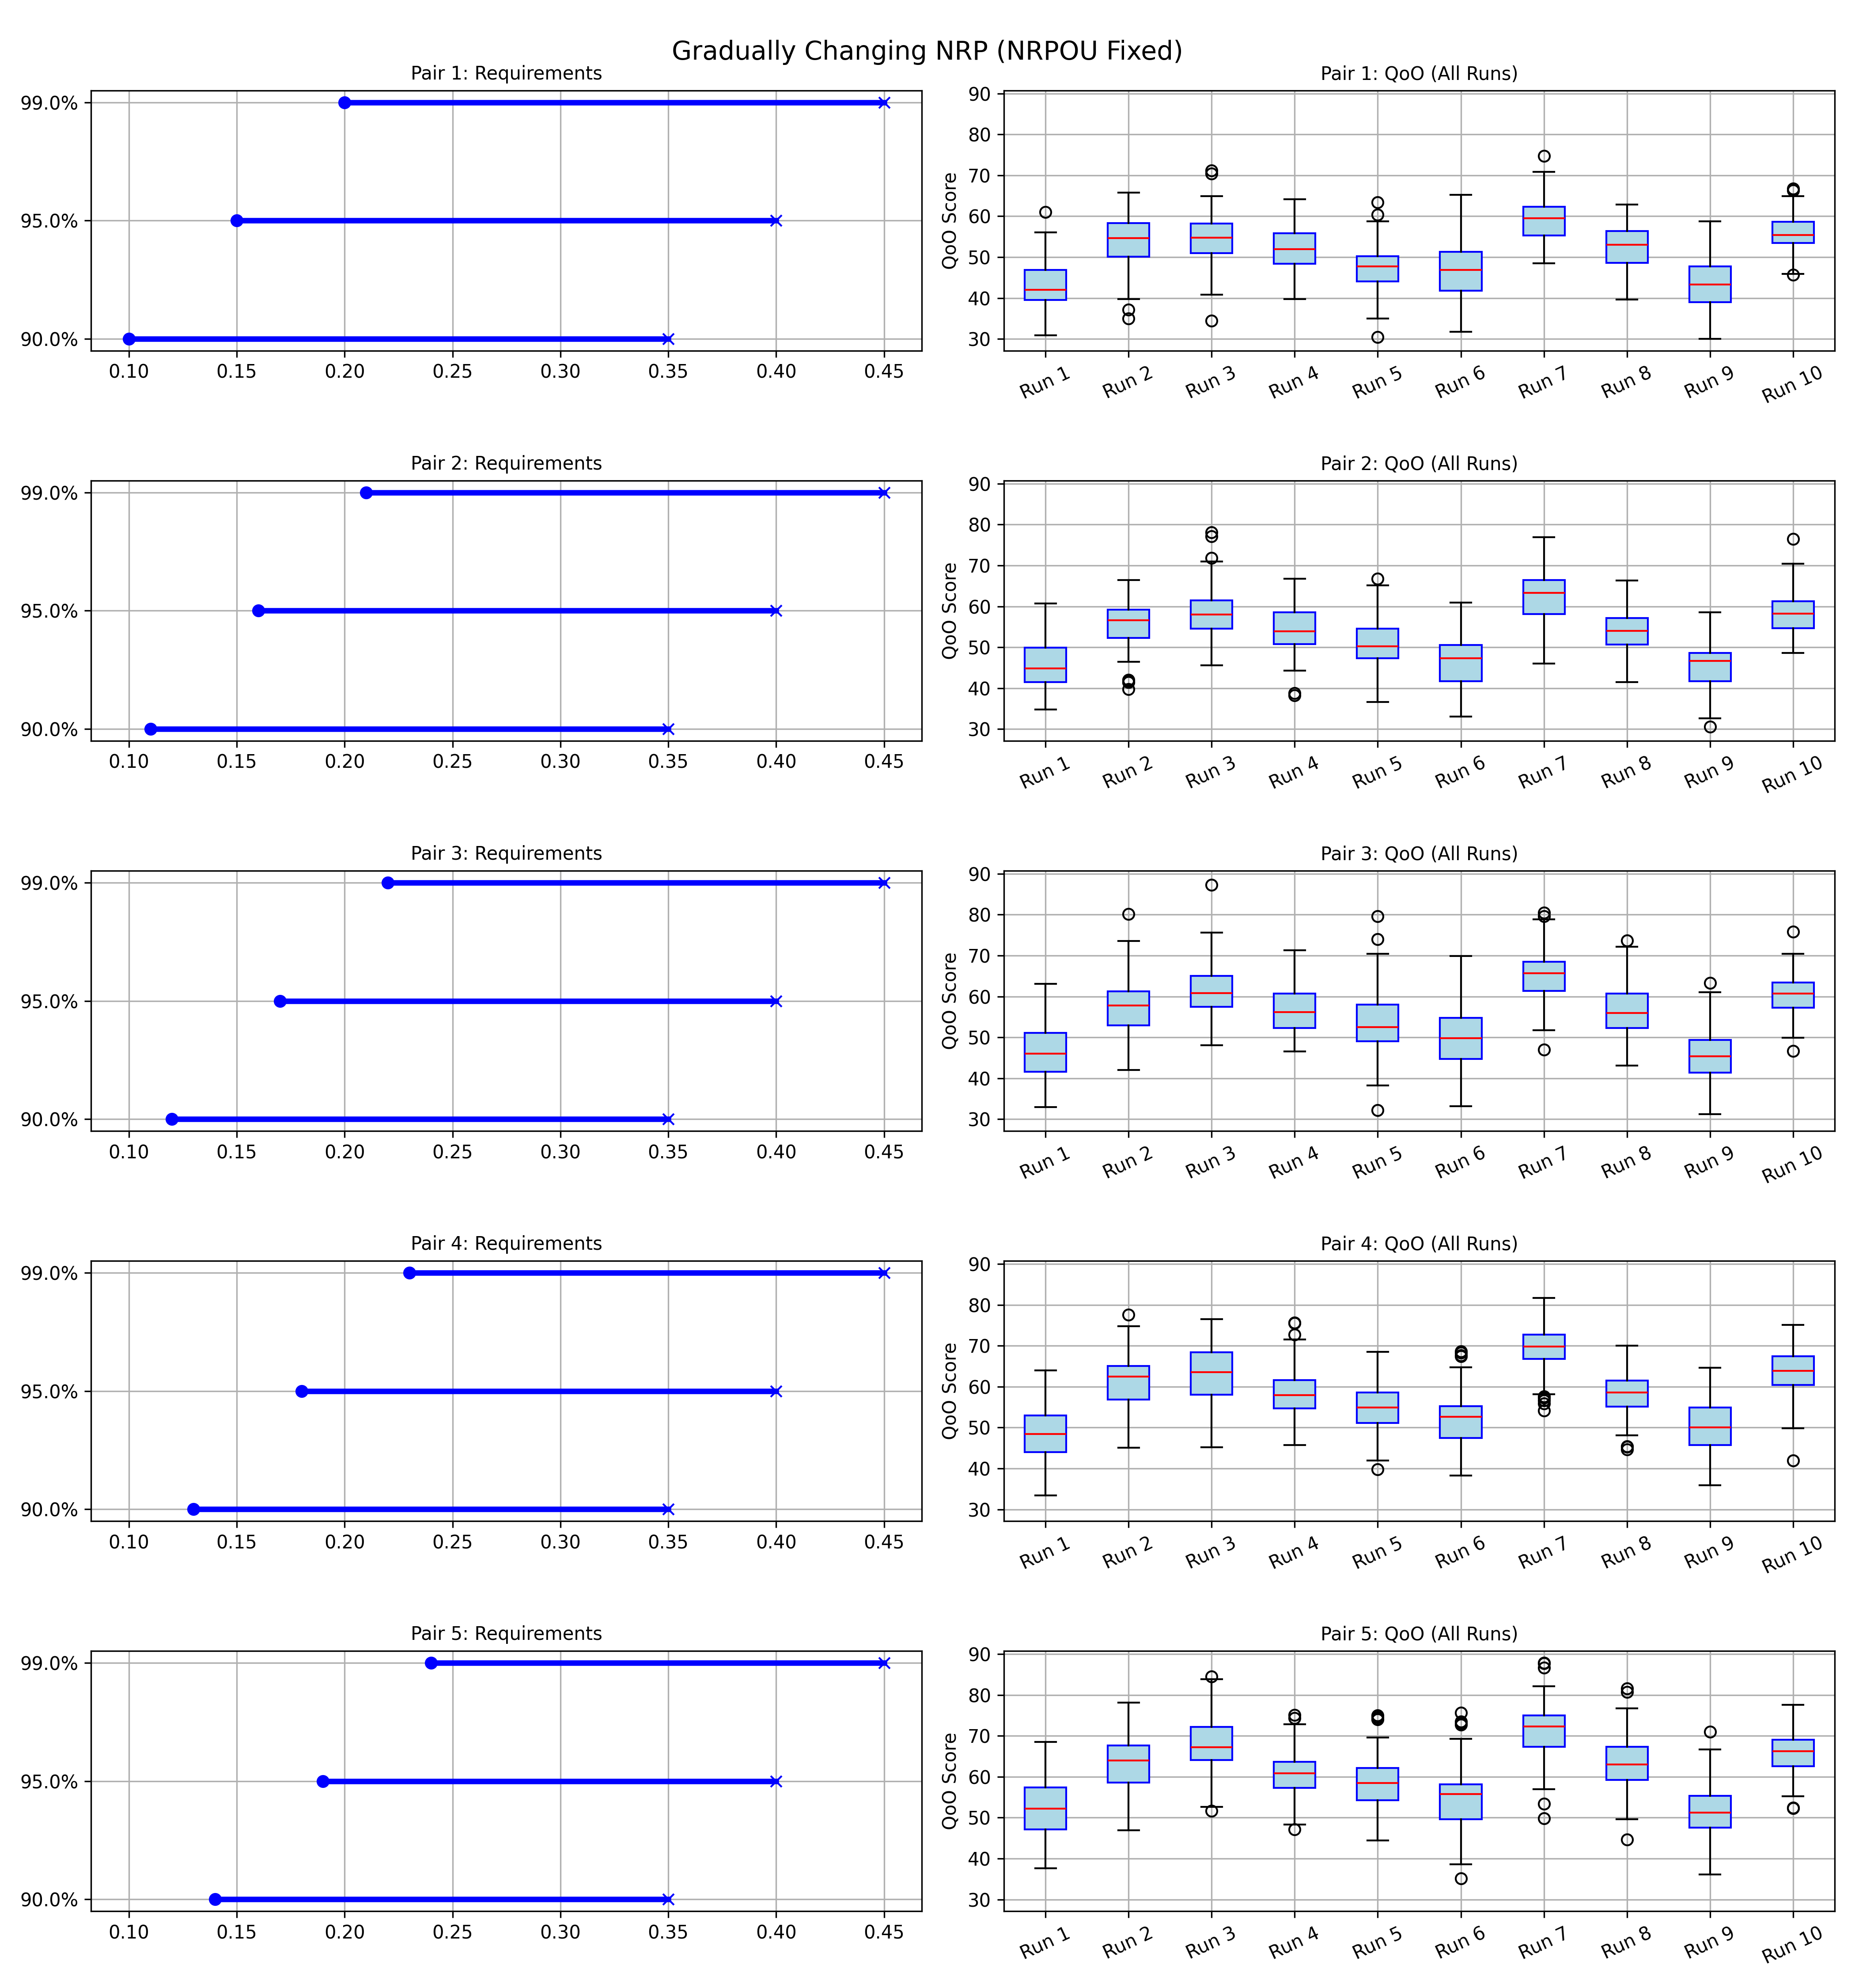 Gradually Changing NRP (NRPOU Fixed)
Pair 1: Requirements
99.0%
95.0%
90.0%
0.10 0.15 0.20 0.25 0.30 0.35 0.40 0.45
Pair 1: QoO (All Runs)
QoO Score
90
80
70
60
50
40
30
Run 1 Run 2 Run 3 Run 4 Run 5 Run 6 Run 7 Run 8 Run 9 Run 10
Pair 2: Requirements
99.0%
95.0%
90.0%
0.10 0.15 0.20 0.25 0.30 0.35 0.40 0.45
Pair 2: QoO (All Runs)
QoO Score
90
80
70
60
50
40
30
Run 1 Run 2 Run 3 Run 4 Run 5 Run 6 Run 7 Run 8 Run 9 Run 10
Pair 3: Requirements
99.0%
95.0%
90.0%
0.10 0.15 0.20 0.25 0.30 0.35 0.40 0.45
Pair 3: QoO (All Runs)
QoO Score
90
80
70
60
50
40
30
Run 1 Run 2 Run 3 Run 4 Run 5 Run 6 Run 7 Run 8 Run 9 Run 10
Pair 4: Requirements
99.0%
95.0%
90.0%
0.10 0.15 0.20 0.25 0.30 0.35 0.40 0.45
Pair 4: QoO (All Runs)
QoO Score
90
80
70
60
50
40
30
Run 1 Run 2 Run 3 Run 4 Run 5 Run 6 Run 7 Run 8 Run 9 Run 10
Pair 5: Requirements
99.0%
95.0%
90.0%
0.10 0.15 0.20 0.25 0.30 0.35 0.40 0.45
Pair 5: QoO (All Runs)
QoO Score
90
80
70
60
50
40
30
Run 1 Run 2 Run 3 Run 4 Run 5 Run 6 Run 7 Run 8 Run 9 Run 10